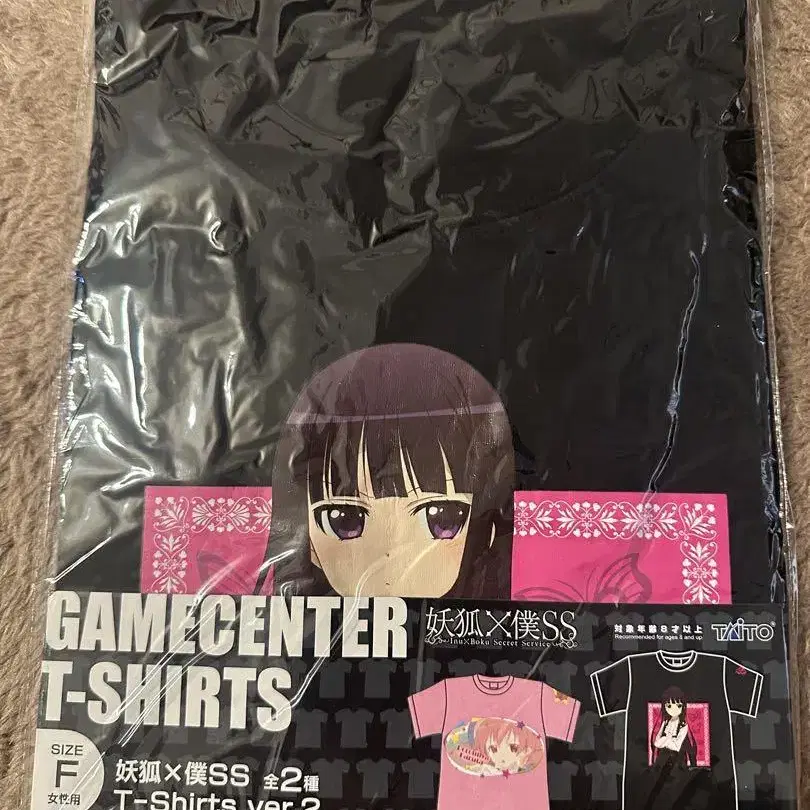 GAMECENTER
T-SHIRTS
妖狐×僕SS
Inu×Boku Secret Service
対象年齢8才以上
Recommended for ages 8 and up
TAITO
SIZE
F
女性用
妖狐×僕SS 全2種
T-Shirts ver.2